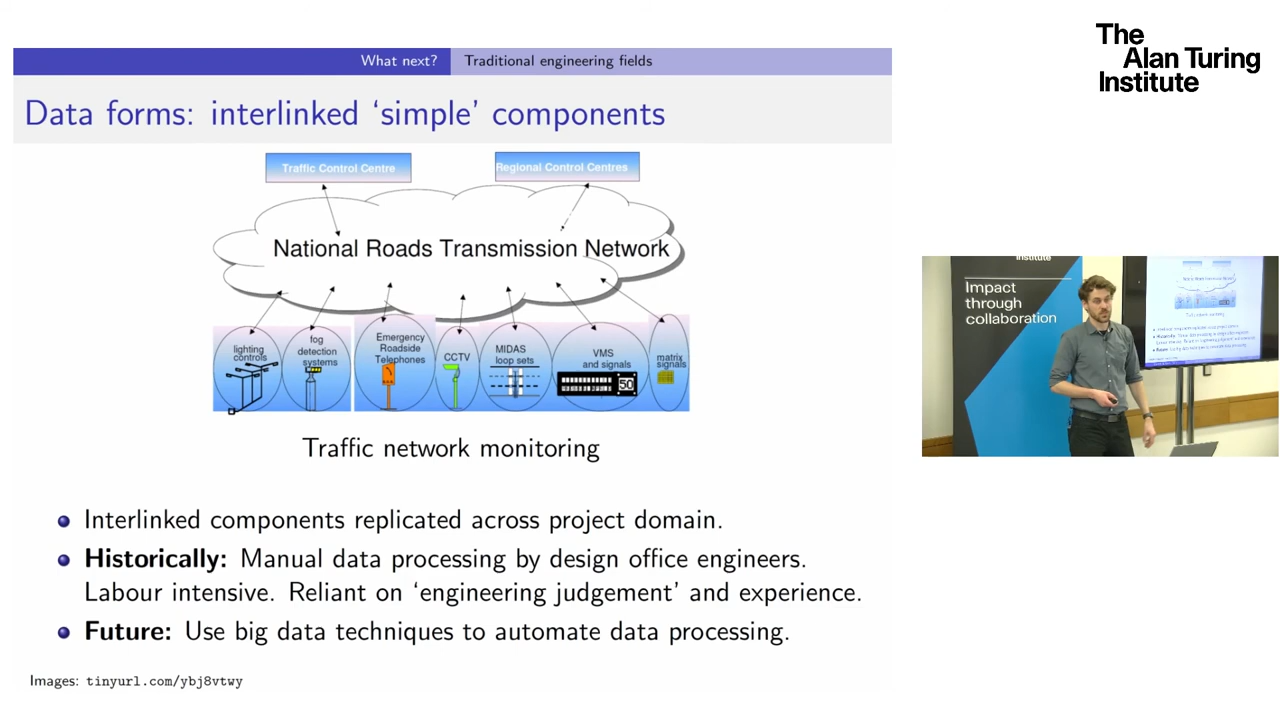 What next?
Traditional engineering fields
The
Alan Turing
Institute
Data forms: interlinked ‘simple’ components
Traffic Control Centre
Regional Control Centres
National Roads Transmission Network
lighting
controls
fog
detection
systems
Emergency
Roadside
Telephones
CCTV
MIDAS
loop sets
VMS
and signals
50
matrix
signals
Traffic network monitoring
Interlinked components replicated across project domain.
Historically: Manual data processing by design office engineers.
Labour intensive. Reliant on ‘engineering judgement’ and experience.
Future: Use big data techniques to automate data processing.
Images: tinyurl.com/ybj8vtwy
Institute
Impact
through
collaboration